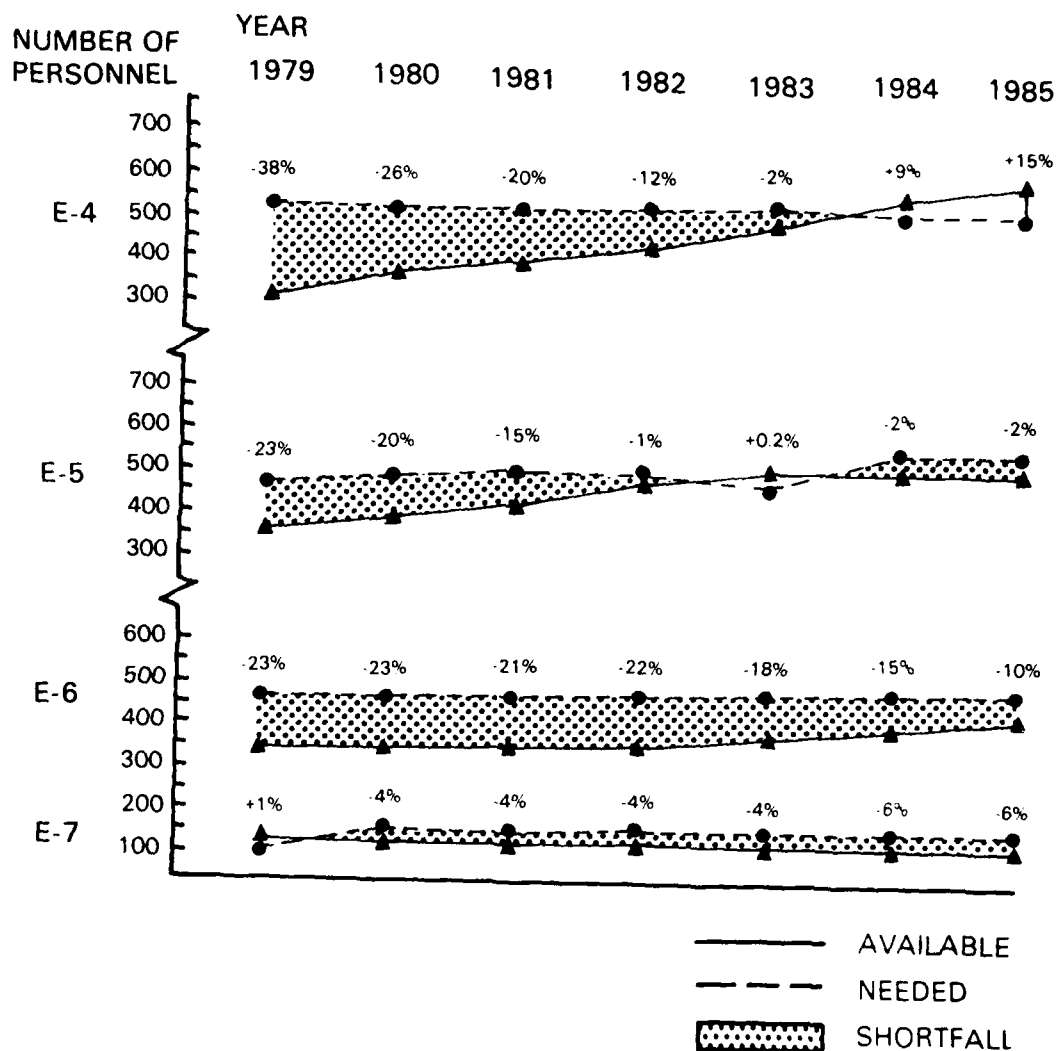 NUMBER OF PERSONNEL
YEAR
1979 1980 1981 1982 1983 1984 1985
700
600
500
400
300
E-4
-38% -26% -20% -12% -2% +9% +15%
700
600
500
400
300
E-5
-23% -20% -15% -1% +0.2% -2% -2%
600
500
400
300
200
100
E-6
-23% -23% -21% -22% -18% -15% -10%
E-7
+1% -4% -4% -4% -4% -6% -6%
AVAILABLE
NEEDED
SHORTFALL